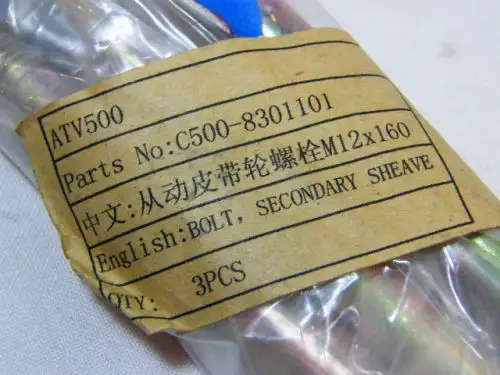 ATV500
Parts No:C500-8301101
中文:从动皮带轮螺栓M12x160
English:BOLT, SECONDARY SHEAVE
QTY: 3PCS